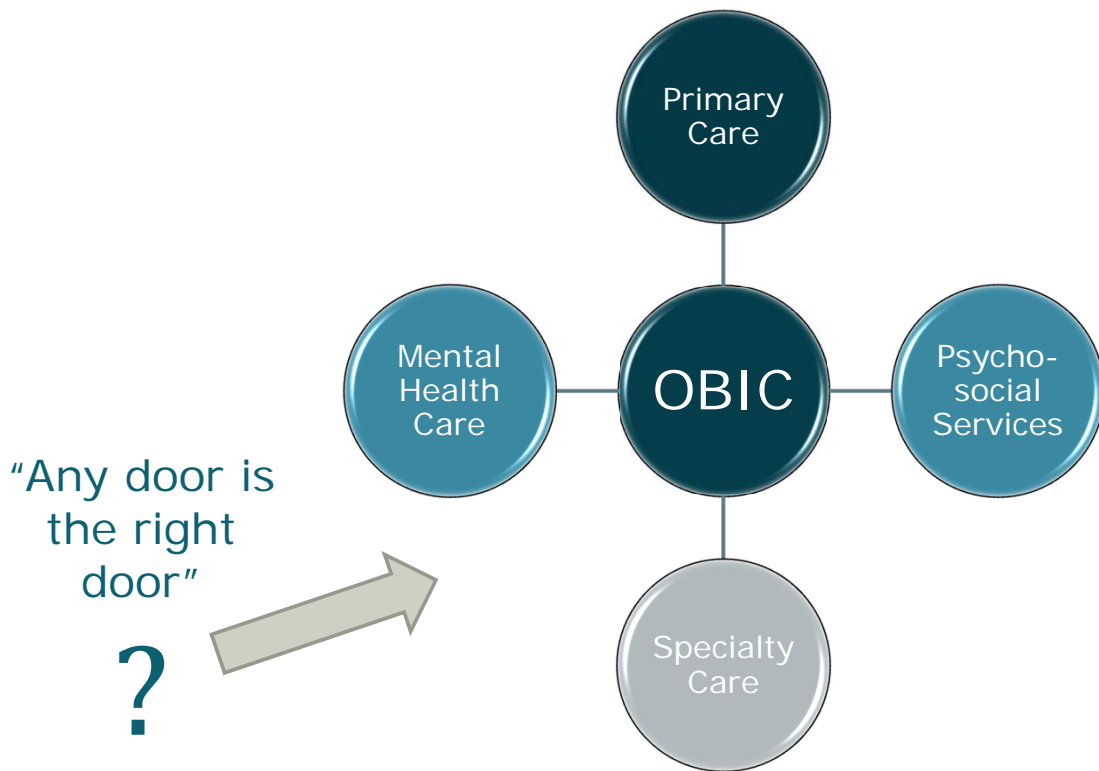 Primary
Care
Mental
Health
Care
OBIC
Psycho-
social
Services
“Any door is
the right
door”
?
Specialty
Care